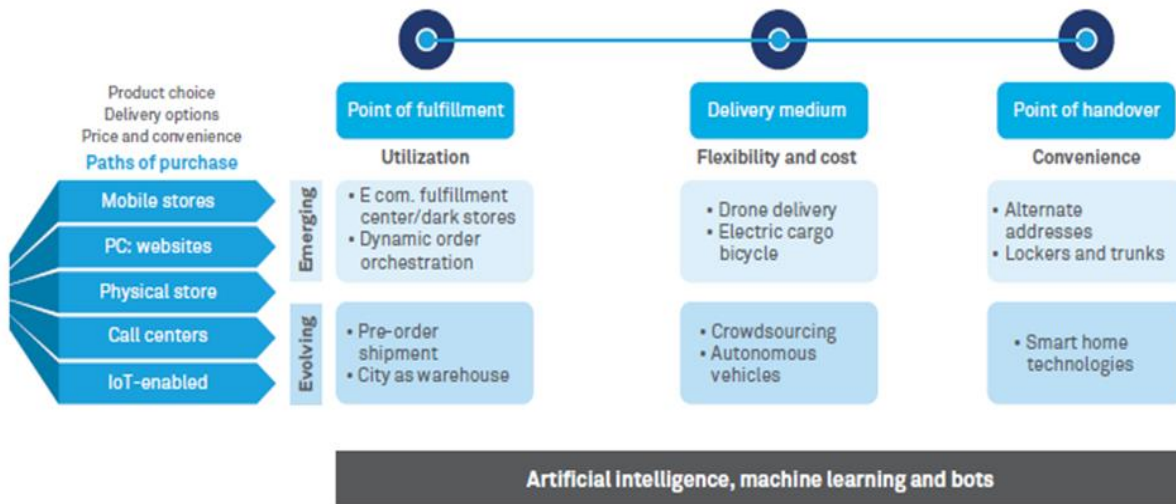 Product choice
Delivery options
Price and convenience
Paths of purchase
Mobile stores
PC: websites
Physical store
Call centers
IoT-enabled
Emerging
Evolving
Point of fulfillment
Utilization
• E com. fulfillment
center/dark stores
• Dynamic order
orchestration
• Pre-order
shipment
• City as warehouse
Delivery medium
Flexibility and cost
• Drone delivery
• Electric cargo
bicycle
• Crowdsourcing
• Autonomous
vehicles
Point of handover
Convenience
• Alternate
addresses
• Lockers and trunks
• Smart home
technologies
Artificial intelligence, machine learning and bots